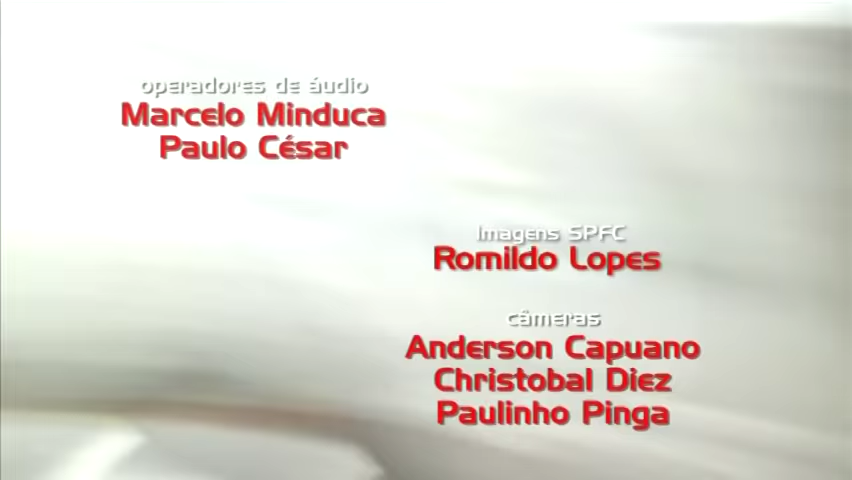 operadores de áudio
Marcelo Minduca
Paulo César
Imagens SPFC
Romildo Lopes
câmeras
Anderson Capuano
Christobal Diez
Paulinho Pinga